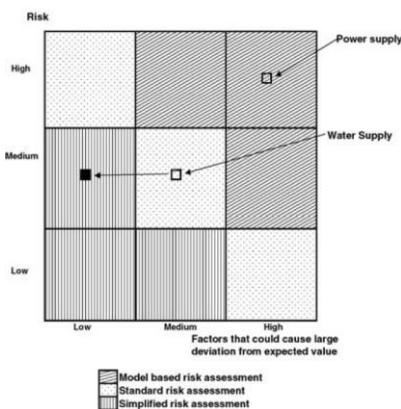 Risk
Power supply
High
Water Supply
Medium
Low
Low Medium High
Factors that could cause large
deviation from expected value
Model based risk assessment
Standard risk assessment
Simplified risk assessment